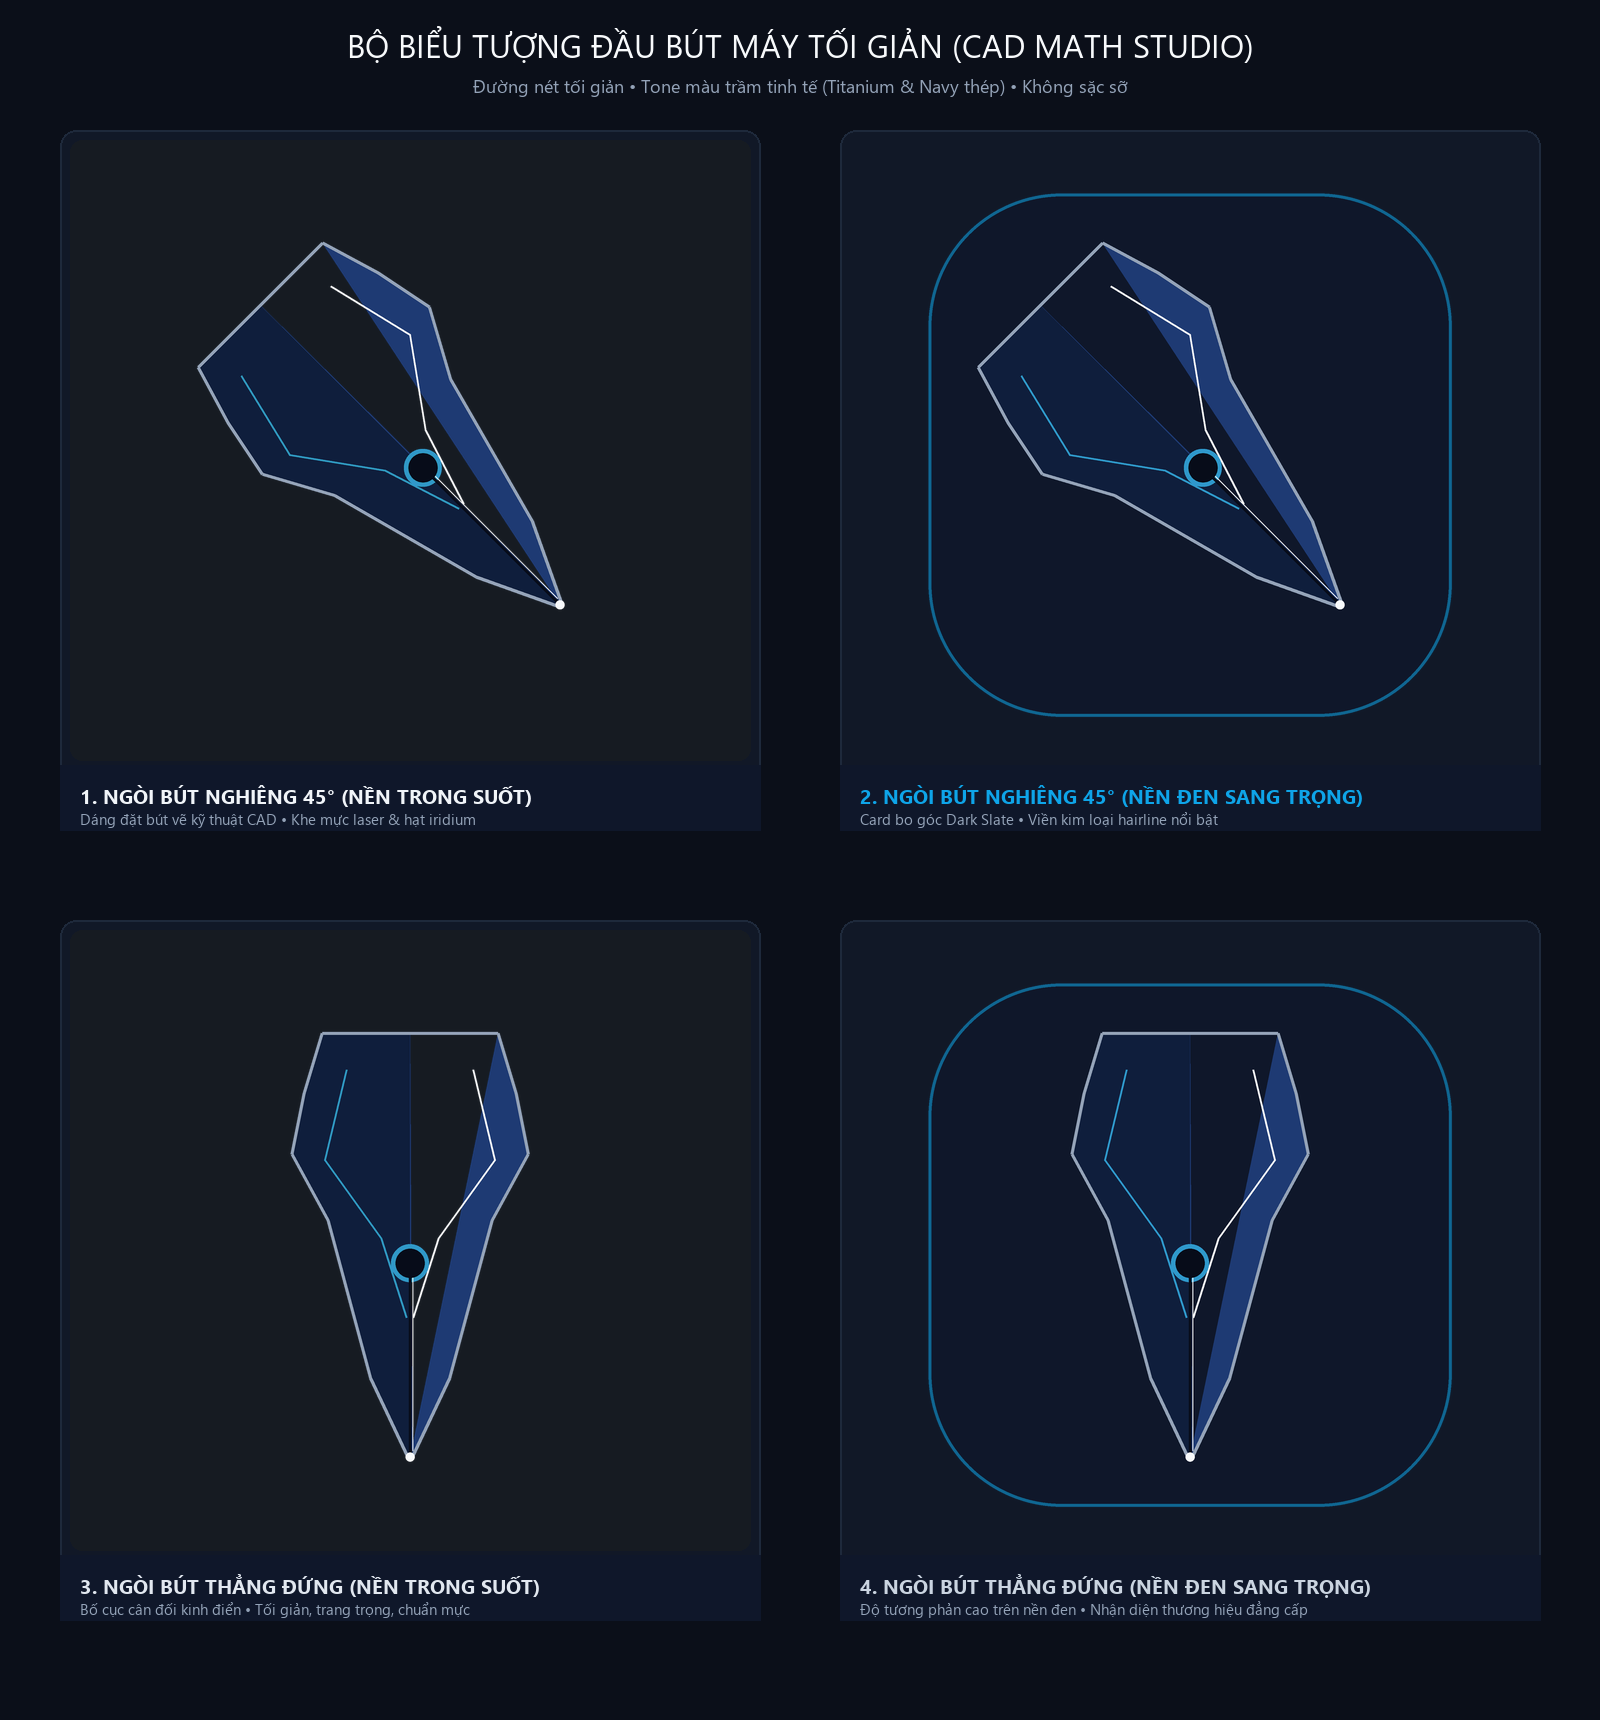 BỘ BIỂU TƯỢNG ĐẦU BÚT MÁY TỐI GIẢN (CAD MATH STUDIO)
Đường nét tối giản • Tone màu trầm tinh tế (Titanium & Navy thép) • Không sặc sỡ
1. NGÒI BÚT NGHIÊNG 45° (NỀN TRONG SUỐT)
Dáng đặt bút vẽ kỹ thuật CAD • Khe mực laser & hạt iridium
2. NGÒI BÚT NGHIÊNG 45° (NỀN ĐEN SANG TRỌNG)
Card bo góc Dark Slate • Viền kim loại hairline nổi bật
3. NGÒI BÚT THẲNG ĐỨNG (NỀN TRONG SUỐT)
Bố cục cân đối kinh điển • Tối giản, trang trọng, chuẩn mực
4. NGÒI BÚT THẲNG ĐỨNG (NỀN ĐEN SANG TRỌNG)
Độ tương phản cao trên nền đen • Nhận diện thương hiệu đẳng cấp